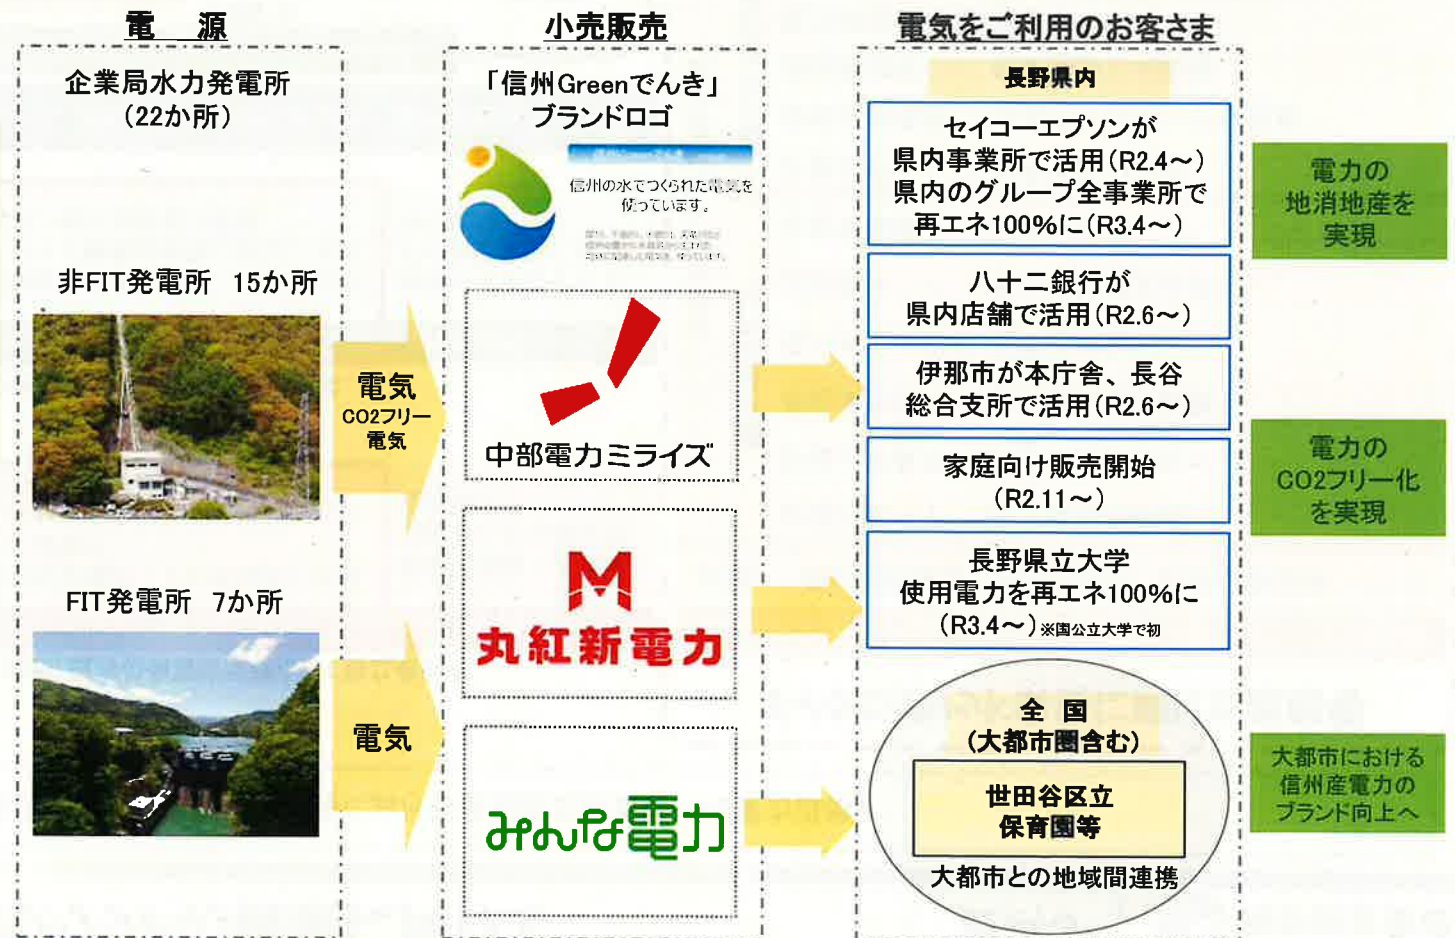 電 源
企業局水力発電所
(22か所)
非FIT発電所 15か所
FIT発電所 7か所
電気
CO2フリー
電気
電気
小売販売
「信州Greenでんき」
ブランドロゴ
信州の水でつくられた電気を
使っています。
中部電力ミライズ
丸紅新電力
みんな電力
電気をご利用のお客さま
長野県内
セイコーエプソンが
県内事業所で活用(R2.4～)
県内のグループ全事業所で
再エネ100%に(R3.4～)
八十二銀行が
県内店舗で活用(R2.6～)
伊那市が本庁舎、長谷
総合支所で活用(R2.6～)
家庭向け販売開始
(R2.11～)
長野県立大学
使用電力を再エネ100%に
(R3.4～)※国公立大学で初
全 国
(大都市圏含む)
世田谷区立
保育園等
大都市との地域間連携
電力の
地消地産を
実現
電力の
CO2フリー化
を実現
大都市における
信州産電力の
ブランド向上へ